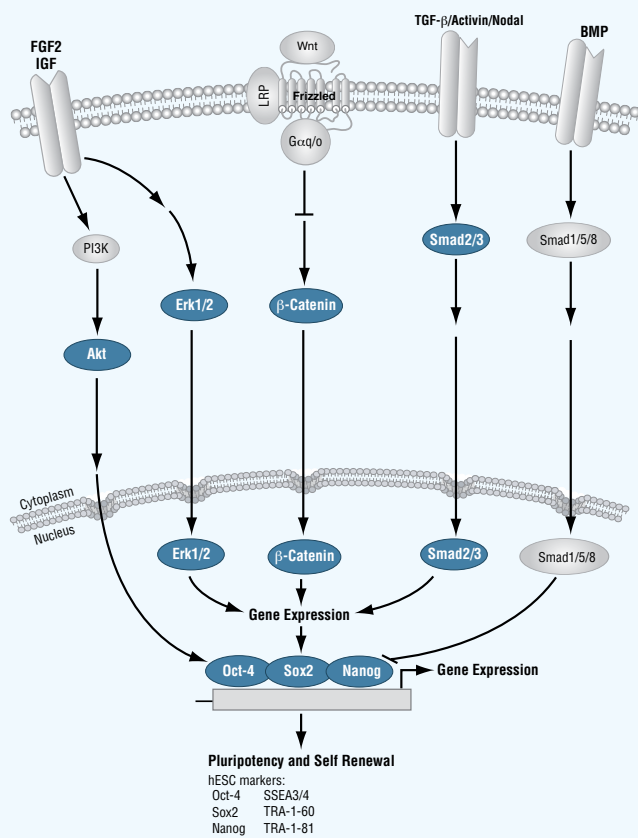 TGF-β/Activin/Nodal
BMP
FGF2
IGF
Wnt
LRP
Frizzled
Gαq/o
PI3K
Smad2/3
Smad1/5/8
Erk1/2
β-Catenin
Akt
Cytoplasm
Nucleus
Erk1/2
β-Catenin
Smad2/3
Smad1/5/8
Gene Expression
Oct-4
Sox2
Nanog
Gene Expression
Pluripotency and Self Renewal
hESC markers:
Oct-4 SSEA3/4
Sox2 TRA-1-60
Nanog TRA-1-81